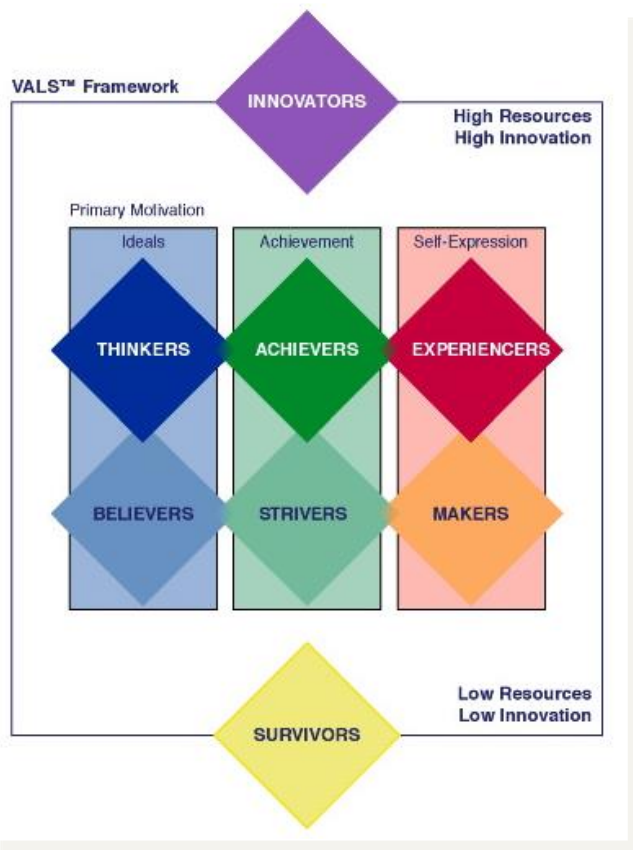 VALS™ Framework
INNOVATORS
High Resources
High Innovation
Primary Motivation
Ideals
Achievement
Self-Expression
THINKERS
ACHIEVERS
EXPERIENCERS
BELIEVERS
STRIVERS
MAKERS
Low Resources
Low Innovation
SURVIVORS